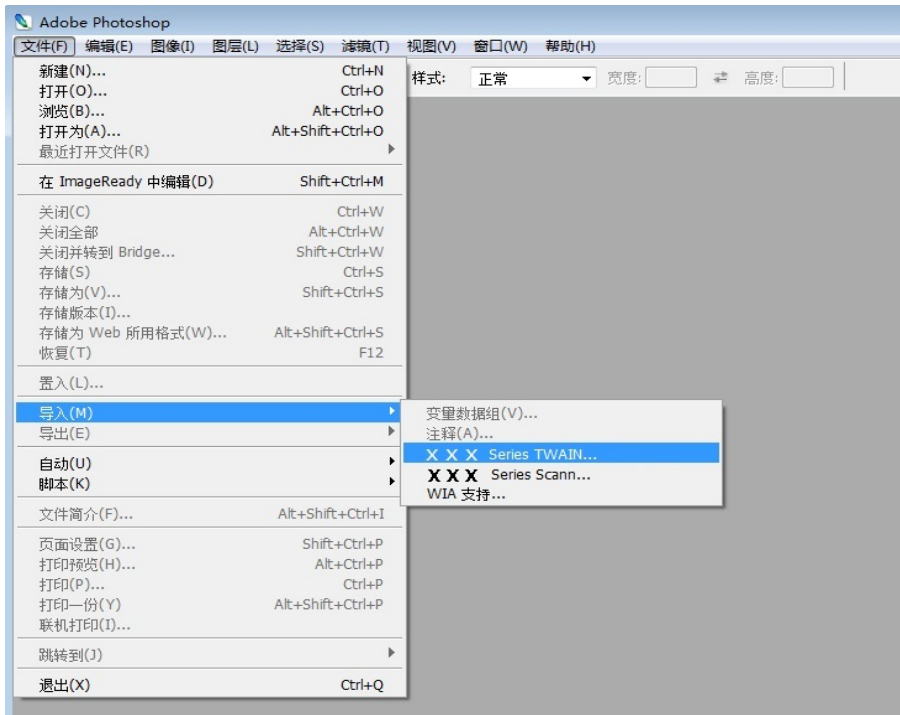 Adobe Photoshop
文件(F) 编辑(E) 图像(I) 图层(L) 选择(S) 滤镜(T) 视图(V) 窗口(W) 帮助(H)
样式: 正常 宽度: 高度:
新建(N)... Ctrl+N
打开(O)... Ctrl+O
浏览(B)... Alt+Ctrl+O
打开为(A)... Alt+Shift+Ctrl+O
最近打开文件(R)
在 ImageReady 中编辑(D) Shift+Ctrl+M
关闭(C) Ctrl+W
关闭全部 Alt+Ctrl+W
关闭并转到 Bridge... Shift+Ctrl+W
存储(S) Ctrl+S
存储为(V)... Shift+Ctrl+S
存储版本(I)...
存储为 Web 所用格式(W)... Alt+Shift+Ctrl+S
恢复(T) F12
置入(L)...
导入(M)
导出(E)
自动(U)
脚本(K)
文件简介(F)... Alt+Shift+Ctrl+I
页面设置(G)... Shift+Ctrl+P
打印预览(H)... Alt+Ctrl+P
打印(P)... Ctrl+P
打印一份(Y) Alt+Shift+Ctrl+P
联机打印(I)...
跳转到(J)
退出(X) Ctrl+Q
变量数据组(V)...
注释(A)...
X X X Series TWAIN...
X X X Series Scann...
WIA 支持...